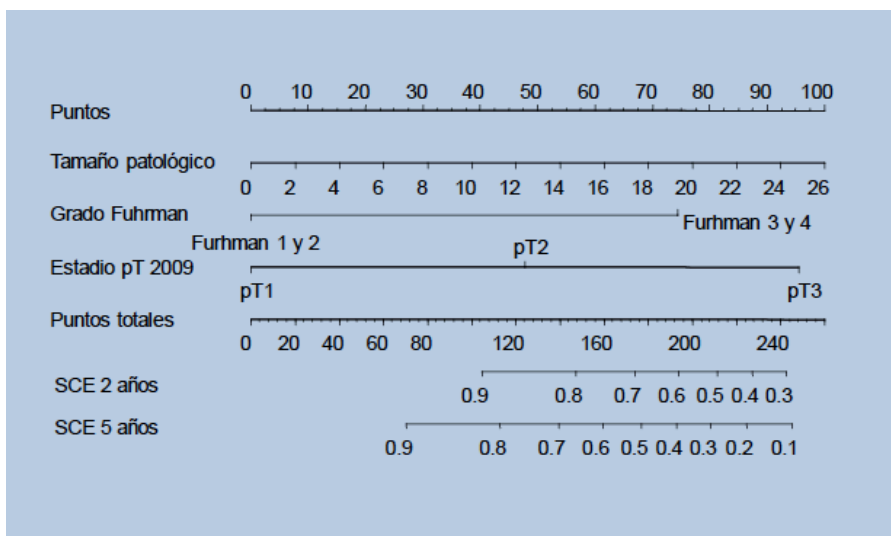 0 10 20 30 40 50 60 70 80 90 100
Puntos
Tamaño patológico
0 2 4 6 8 10 12 14 16 18 20 22 24 26
Grado Fuhrman
Furhman 3 y 4
Furhman 1 y 2
pT2
Estadio pT 2009
pT1
pT3
Puntos totales
0 20 40 60 80 120 160 200 240
SCE 2 años
0.9 0.8 0.7 0.6 0.5 0.4 0.3
SCE 5 años
0.9 0.8 0.7 0.6 0.5 0.4 0.3 0.2 0.1